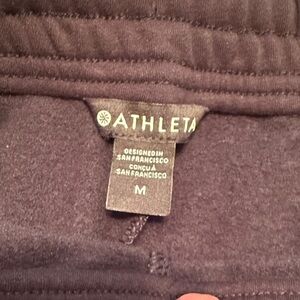 ATHLETA
DESIGNED IN
SAN FRANCISCO
CONÇU À
SAN FRANCISCO
M